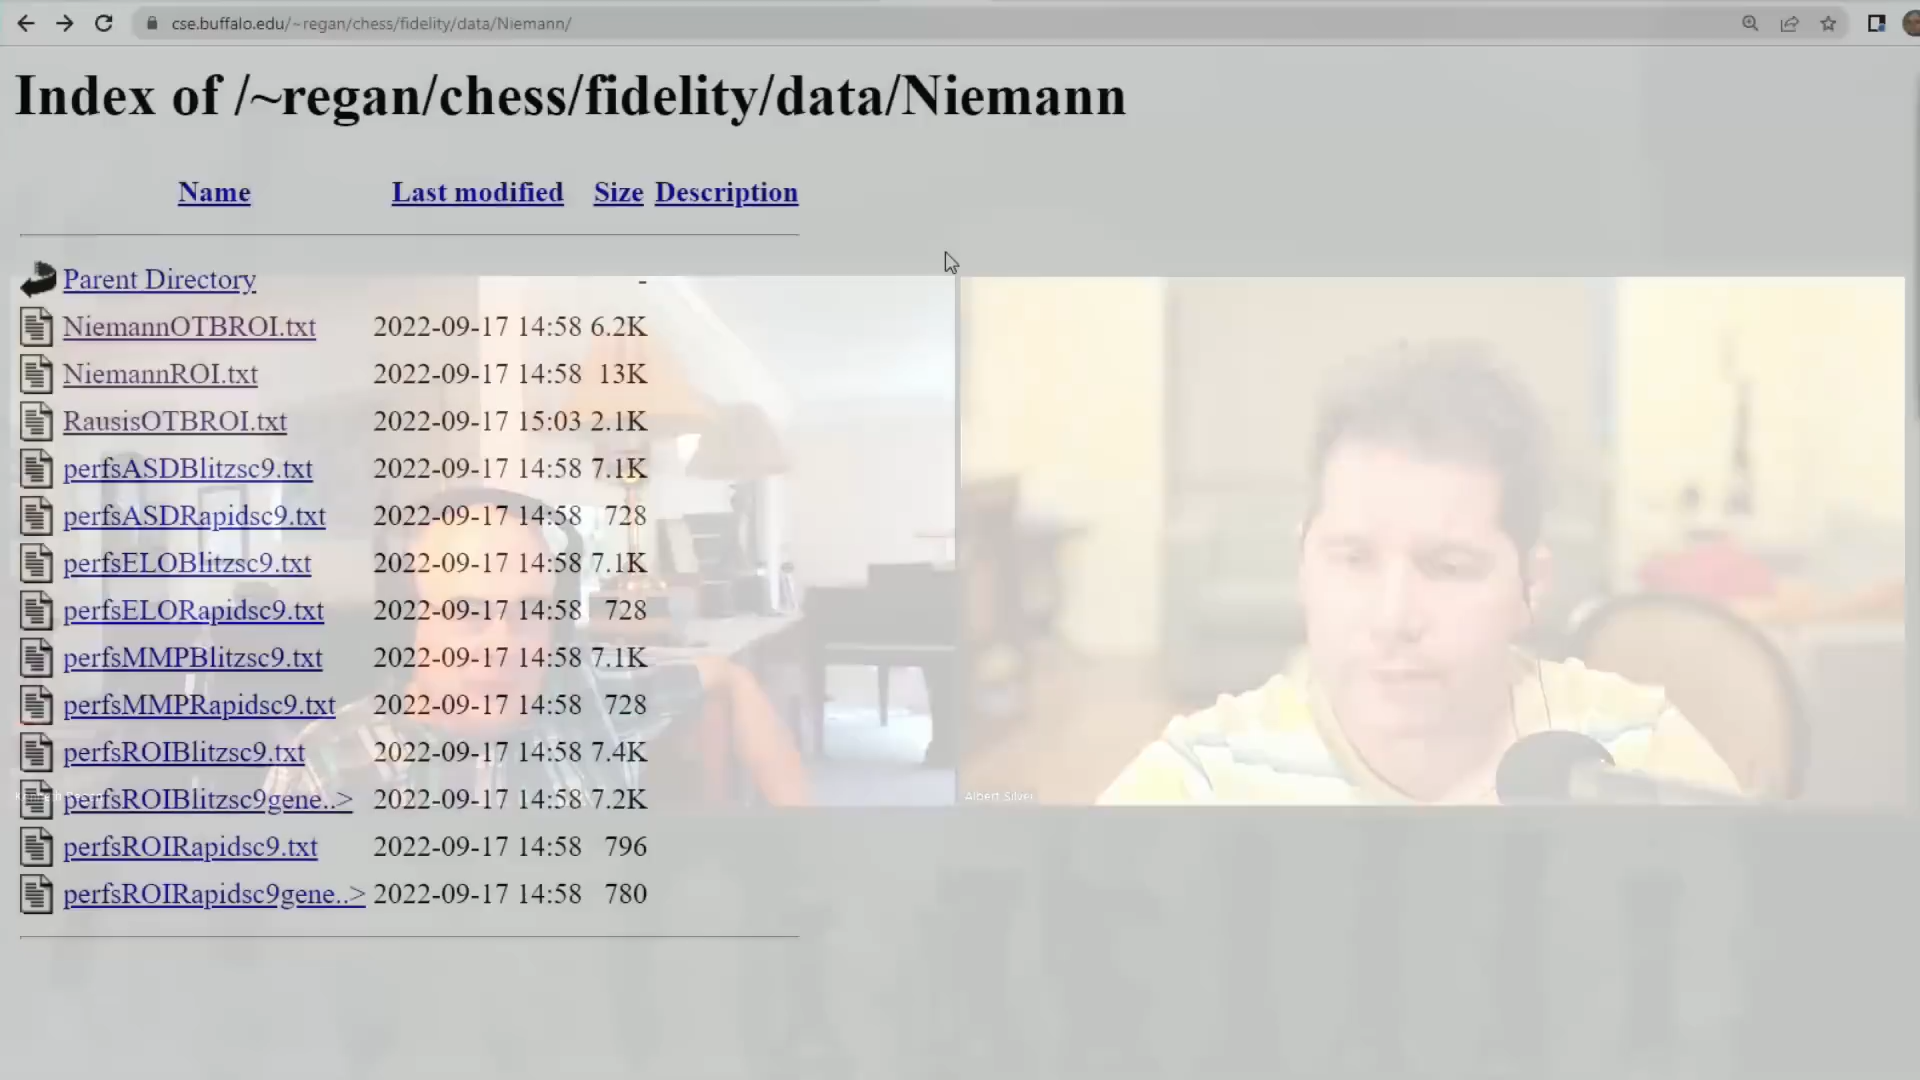 cse.buffalo.edu/~regan/chess/fidelity/data/Niemann/
Index of /~regan/chess/fidelity/data/Niemann
Name Last modified Size Description
Parent Directory -
NiemannOTBROI.txt 2022-09-17 14:58 6.2K
NiemannROI.txt 2022-09-17 14:58 13K
RausisOTBROI.txt 2022-09-17 15:03 2.1K
perfsASDBlitzsc9.txt 2022-09-17 14:58 7.1K
perfsASDRapidsc9.txt 2022-09-17 14:58 728
perfsELOBlitzsc9.txt 2022-09-17 14:58 7.1K
perfsELORapidsc9.txt 2022-09-17 14:58 728
perfsMMPBlitzsc9.txt 2022-09-17 14:58 7.1K
perfsMMPRapidsc9.txt 2022-09-17 14:58 728
perfsROIBlitzsc9.txt 2022-09-17 14:58 7.4K
perfsROIBlitzsc9gene..> 2022-09-17 14:58 7.2K
Albert Silver
perfsROIRapidsc9.txt 2022-09-17 14:58 796
perfsROIRapidsc9gene..> 2022-09-17 14:58 780